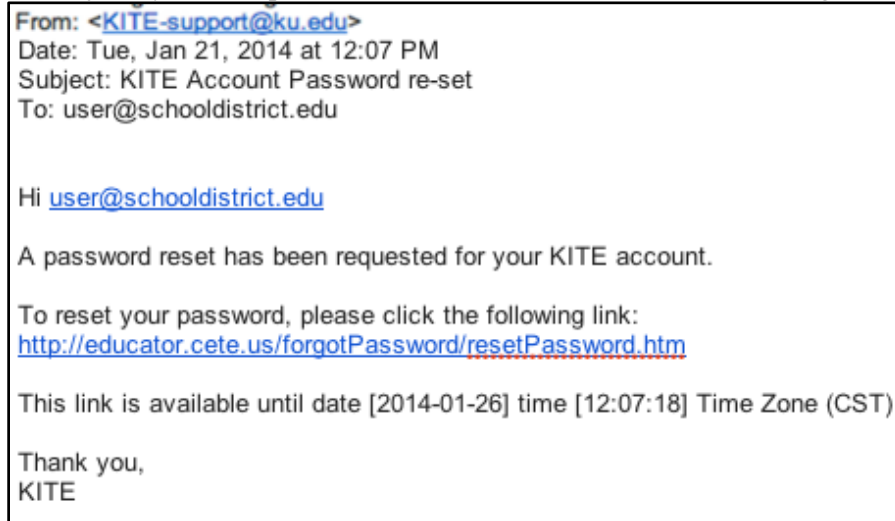 From: <KITE-support@ku.edu>
Date: Tue, Jan 21, 2014 at 12:07 PM
Subject: KITE Account Password re-set
To: user@schooldistrict.edu
Hi user@schooldistrict.edu
A password reset has been requested for your KITE account.
To reset your password, please click the following link:
http://educator.cete.us/forgotPassword/resetPassword.htm
This link is available until date [2014-01-26] time [12:07:18] Time Zone (CST)
Thank you,
KITE